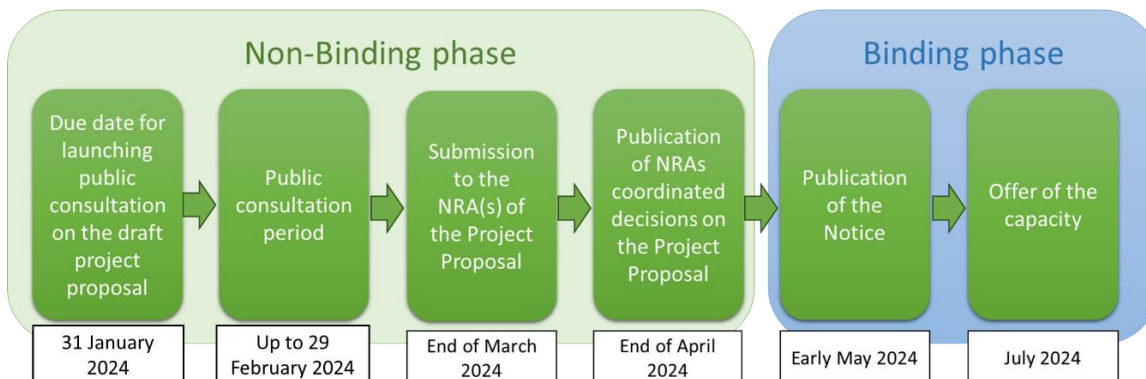 Non-Binding phase
Binding phase
Due date for
launching
public
consultation
on the draft
project
proposal
Public
consultation
period
Submission
to the
NRA(s) of
the Project
Proposal
Publication
of NRAs
coordinated
decisions on
the Project
Proposal
Publication
of the
Notice
Offer of the
capacity
31 January
2024
Up to 29
February 2024
End of March
2024
End of April
2024
Early May 2024
July 2024